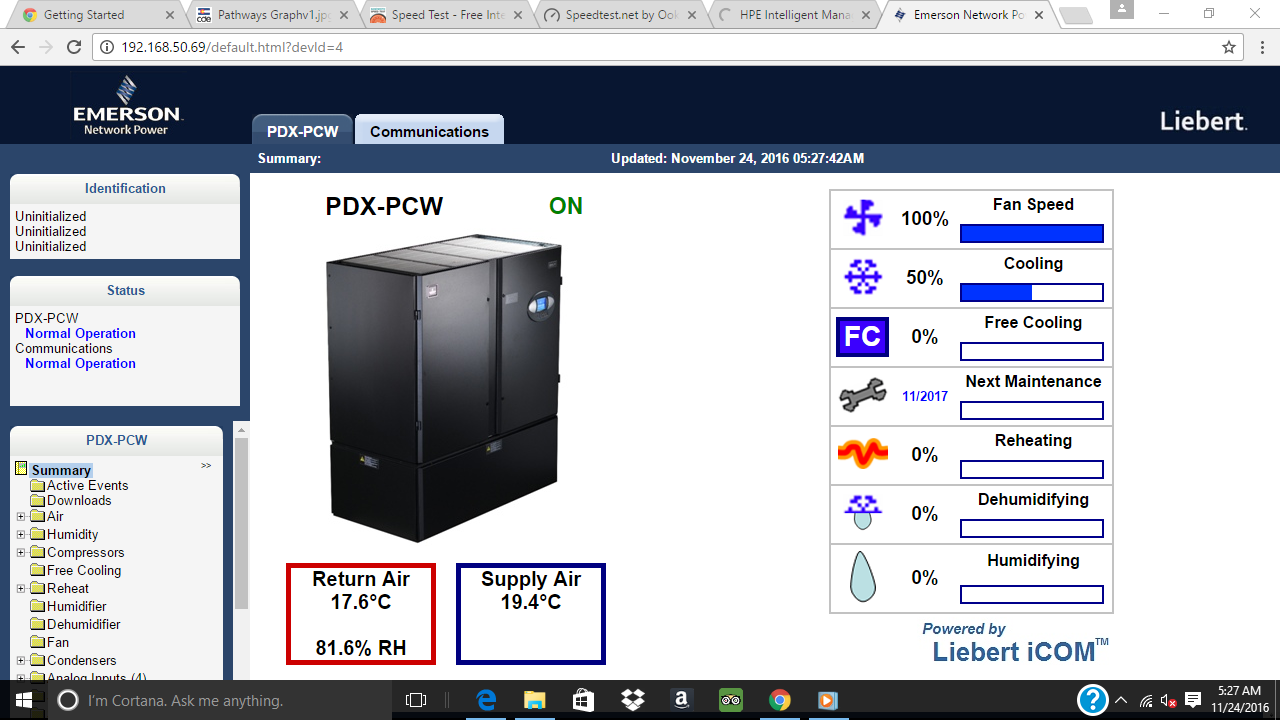 Getting Started
Pathways Graphv1.jp
Speed Test - Free Inte
Speedtest.net by Ook
HPE Intelligent Mana
Emerson Network Po
192.168.50.69/default.html?devId=4
EMERSON
Network Power
PDX-PCW
Communications
Liebert.
Summary:
Updated: November 24, 2016 05:27:42AM
Identification
Uninitialized
Uninitialized
Uninitialized
Status
PDX-PCW
Normal Operation
Communications
Normal Operation
PDX-PCW
Summary
>>
Active Events
Downloads
Air
Humidity
Compressors
Free Cooling
Reheat
Humidifier
Dehumidifier
Fan
Condensers
Analog Inputs (4)
PDX-PCW
ON
Return Air
17.6°C
81.6% RH
Supply Air
19.4°C
Fan Speed
100%
Cooling
50%
Free Cooling
FC
0%
Next Maintenance
11/2017
Reheating
0%
Dehumidifying
0%
Humidifying
0%
Powered by
Liebert iCOM™
I'm Cortana. Ask me anything.
5:27 AM
11/24/2016